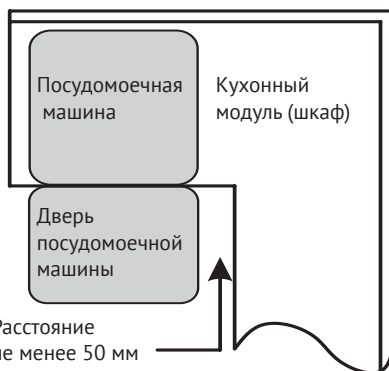 Посудомоечная
машина
Кухонный
модуль (шкаф)
Дверь
посудомоечной
машины
Расстояние
не менее 50 мм